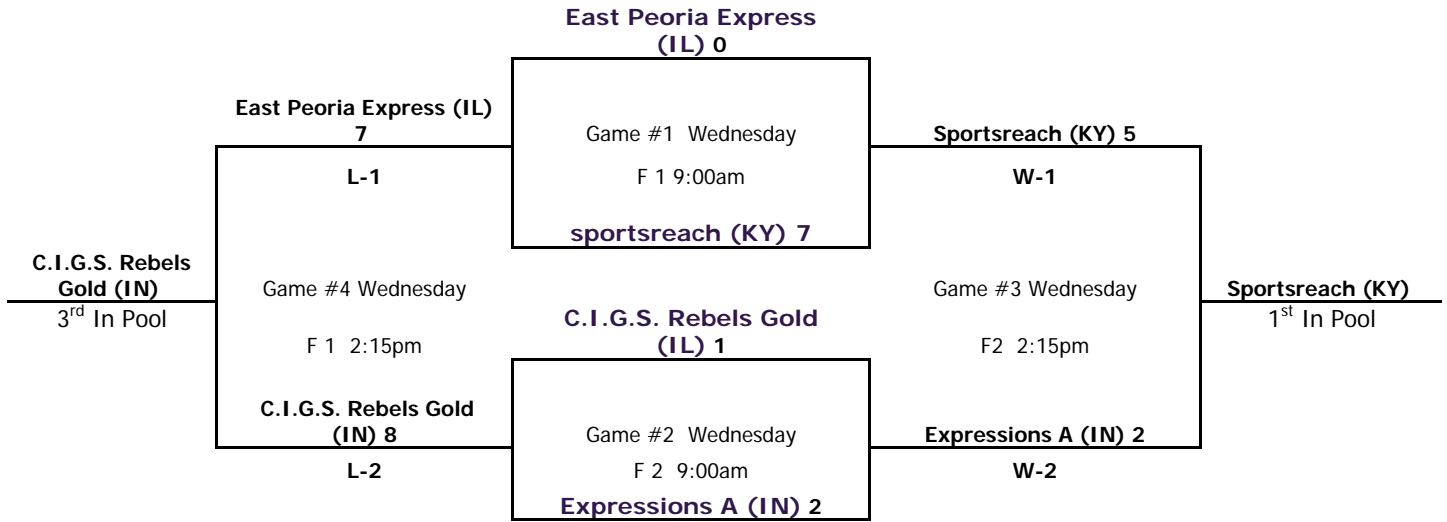 East Peoria Express
(IL) 0
East Peoria Express (IL)
7
Game #1 Wednesday
Sportsreach (KY) 5
L-1
F 1 9:00am
W-1
sportsreach (KY) 7
C.I.G.S. Rebels
Gold (IN)
Game #4 Wednesday
Game #3 Wednesday
Sportsreach (KY)
3rd In Pool
1st In Pool
C.I.G.S. Rebels Gold
(IL) 1
F 1 2:15pm
F2 2:15pm
C.I.G.S. Rebels Gold
(IN) 8
Game #2 Wednesday
Expressions A (IN) 2
L-2
F 2 9:00am
W-2
Expressions A (IN) 2